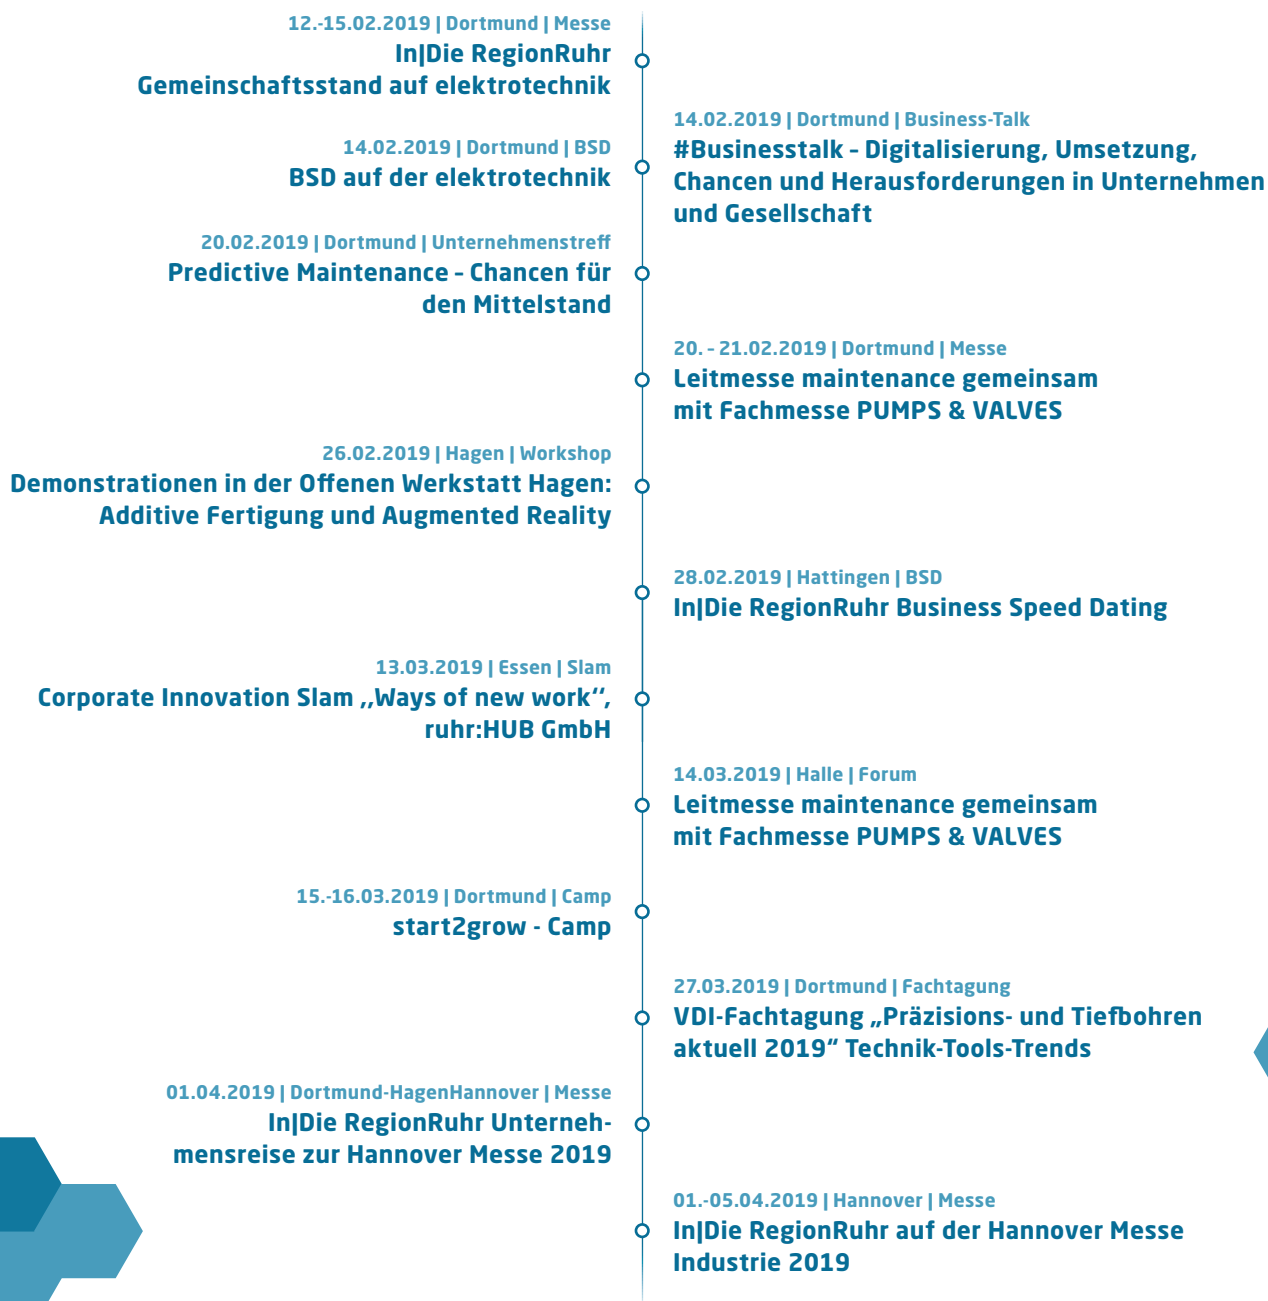 12.-15.02.2019 | Dortmund | Messe
In|Die RegionRuhr
Gemeinschaftsstand auf elektrotechnik
14.02.2019 | Dortmund | Business-Talk
#Businesstalk – Digitalisierung, Umsetzung,
Chancen und Herausforderungen in Unternehmen
und Gesellschaft
14.02.2019 | Dortmund | BSD
BSD auf der elektrotechnik
20.02.2019 | Dortmund | Unternehmenstreff
Predictive Maintenance – Chancen für
den Mittelstand
20. – 21.02.2019 | Dortmund | Messe
Leitmesse maintenance gemeinsam
mit Fachmesse PUMPS & VALVES
26.02.2019 | Hagen | Workshop
Demonstrationen in der Offenen Werkstatt Hagen:
Additive Fertigung und Augmented Reality
28.02.2019 | Hattingen | BSD
In|Die RegionRuhr Business Speed Dating
13.03.2019 | Essen | Slam
Corporate Innovation Slam ,,Ways of new work‘‘,
ruhr:HUB GmbH
14.03.2019 | Halle | Forum
Leitmesse maintenance gemeinsam
mit Fachmesse PUMPS & VALVES
15.-16.03.2019 | Dortmund | Camp
start2grow - Camp
27.03.2019 | Dortmund | Fachtagung
VDI-Fachtagung „Präzisions- und Tiefbohren
aktuell 2019“ Technik-Tools-Trends
01.04.2019 | Dortmund-HagenHannover | Messe
In|Die RegionRuhr Unterneh-
mensreise zur Hannover Messe 2019
01.-05.04.2019 | Hannover | Messe
In|Die RegionRuhr auf der Hannover Messe
Industrie 2019